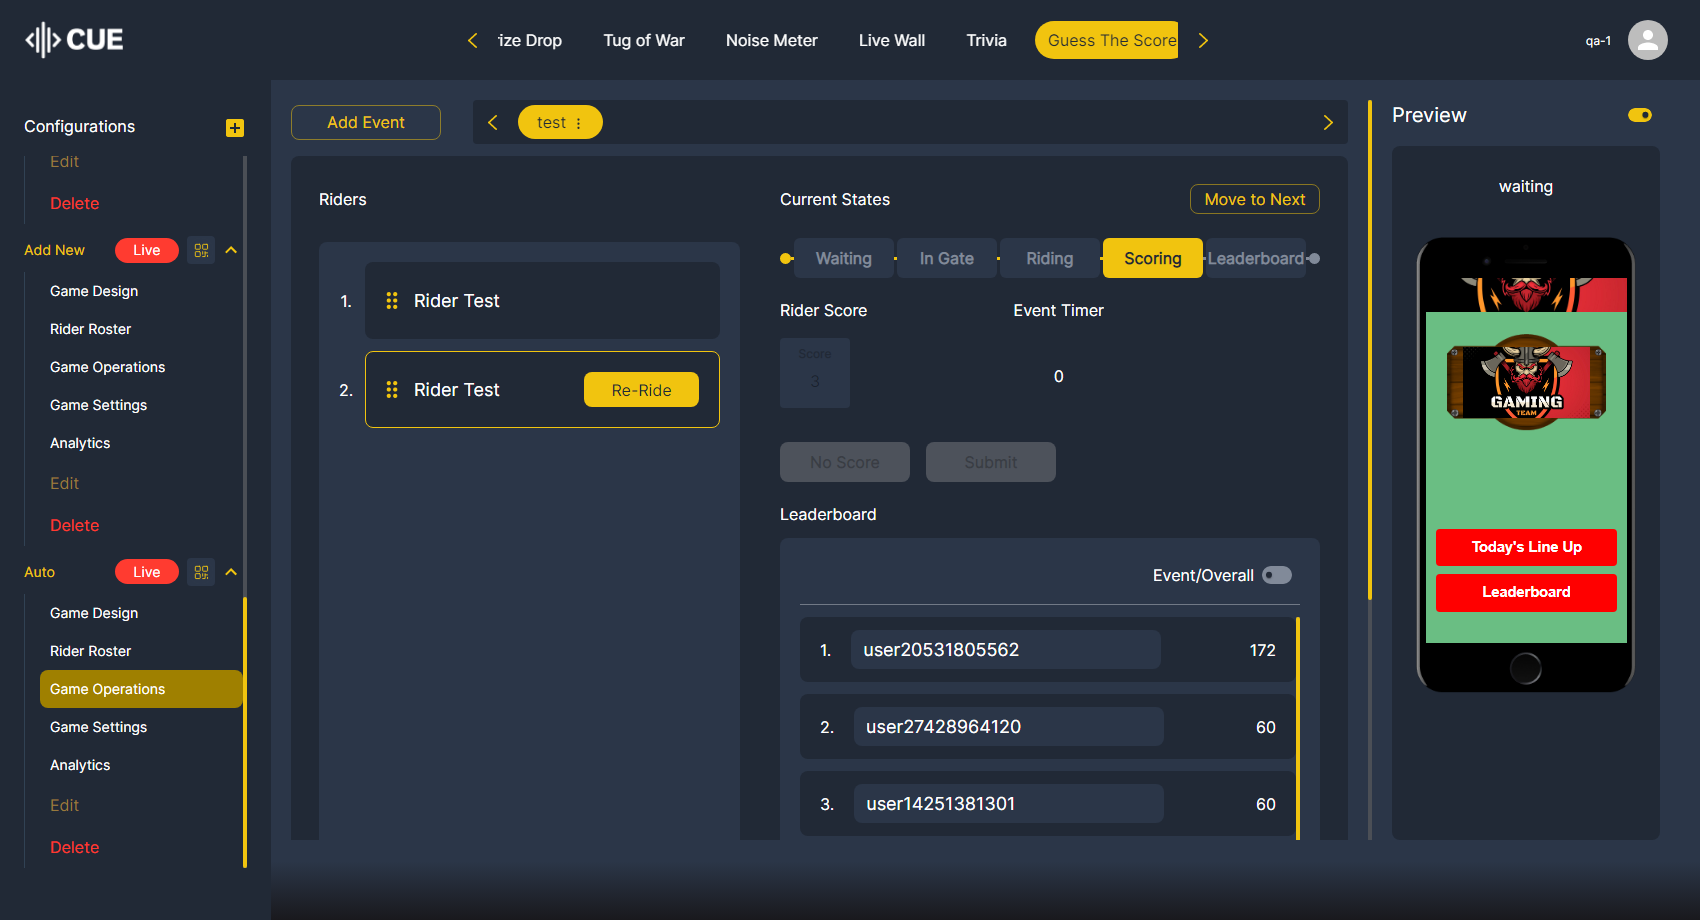 CUE
ize Drop
Tug of War
Noise Meter
Live Wall
Trivia
Guess The Score
qa-1
Configurations
Edit
Delete
Add New
Live
Game Design
Rider Roster
Game Operations
Game Settings
Analytics
Edit
Delete
Auto
Live
Game Design
Rider Roster
Game Operations
Game Settings
Analytics
Edit
Delete
Add Event
test
Riders
1.
Rider Test
2.
Rider Test
Re-Ride
Current States
Move to Next
Waiting
In Gate
Riding
Scoring
Leaderboard
Rider Score
Event Timer
Score
3
0
No Score
Submit
Leaderboard
Event/Overall
1.
user20531805562
172
2.
user27428964120
60
3.
user14251381301
60
Preview
waiting
GAMING
TEAM
Today's Line Up
Leaderboard